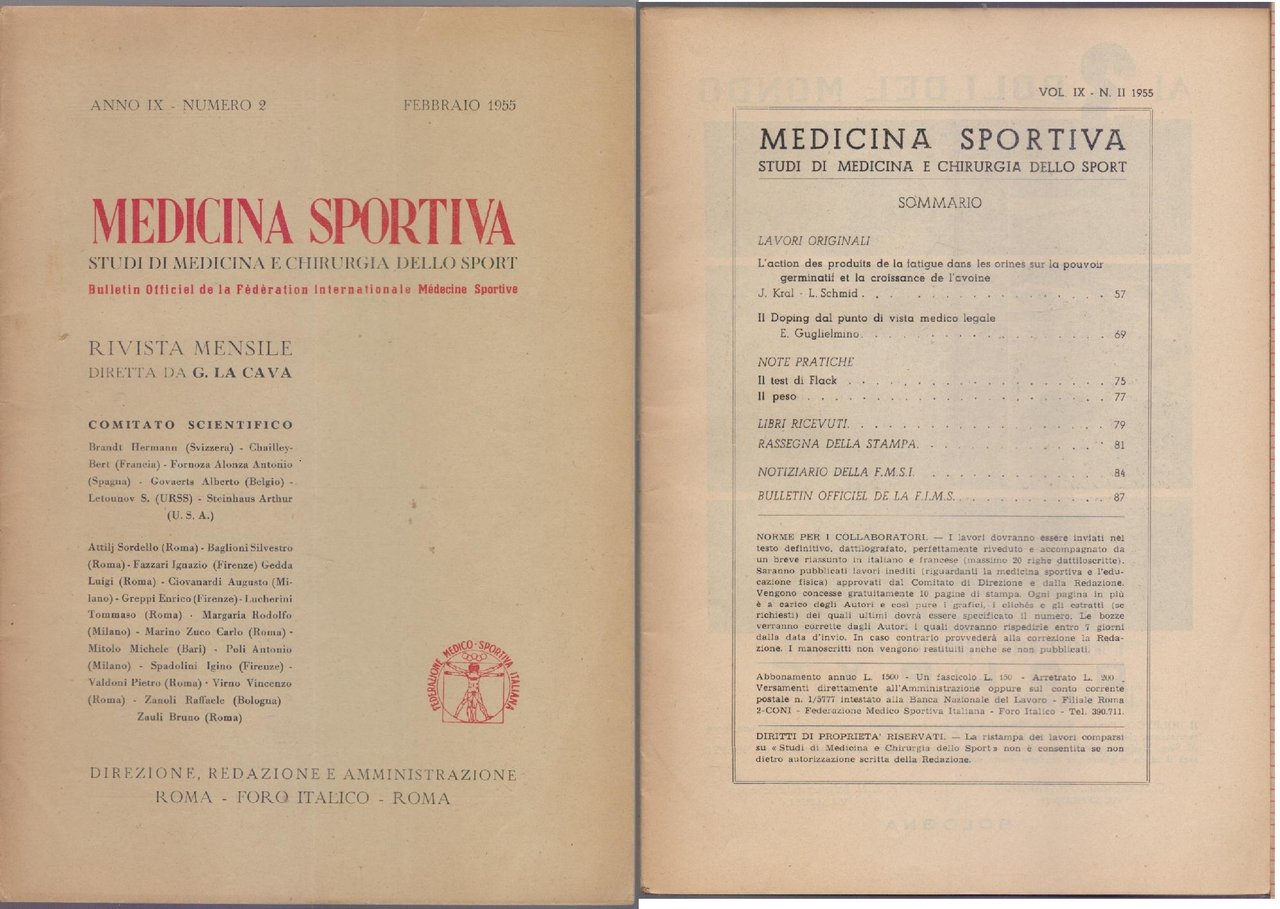 ANNO IX - NUMERO 2 FEBBRAIO 1955
MEDICINA SPORTIVA
STUDI DI MEDICINA E CHIRURGIA DELLO SPORT
Bulletin Officiel de la Fédération Internationale Médecine Sportive
RIVISTA MENSILE
DIRETTA DA G. LA CAVA
COMITATO SCIENTIFICO
Brandt Hermann (Svizzera) - Chailley-
Bert (Francia) - Fornoza Alonza Antonio
(Spagna) - Govaerts Alberto (Belgio) -
Letounov S. (URSS) - Steinhaus Arthur
(U. S. A.)
Attilj Sordello (Roma) - Baglioni Silvestro
(Roma) - Fazzari Ignazio (Firenze) Gedda
Luigi (Roma) - Giovanardi Augusto (Mi-
lano) - Greppi Enrico (Firenze) - Lucherini
Tommaso (Roma) - Margaria Rodolfo
(Milano) - Marino Zuco Carlo (Roma) -
Mitolo Michele (Bari) - Poli Antonio
(Milano) - Spadolini Igino (Firenze) -
Valdoni Pietro (Roma) - Virno Vincenzo
(Roma) - Zanoli Raffaele (Bologna)
Zauli Bruno (Roma)
FEDERAZIONE MEDICO-SPORTIVA ITALIANA
DIREZIONE, REDAZIONE E AMMINISTRAZIONE
ROMA - FORO ITALICO - ROMA
VOL. IX - N. II 1955
MEDICINA SPORTIVA
STUDI DI MEDICINA E CHIRURGIA DELLO SPORT
SOMMARIO
LAVORI ORIGINALI
L'action des produits de la fatigue dans les orines sur la pouvoir
germinatif et la croissance de l'avoine
J. Kral - L. Schmid . . . . . . . . . . . . . . . . 57
Il Doping dal punto di vista medico legale
E. Guglielmino. . . . . . . . . . . . . . . . 69
NOTE PRATICHE
Il test di Flack . . . . . . . . . . . . . . . . . 75
Il peso . . . . . . . . . . . . . . . . . . . 77
LIBRI RICEVUTI. . . . . . . . . . . . . . . . . 79
RASSEGNA DELLA STAMPA. . . . . . . . . . . . . 81
NOTIZIARIO DELLA F.M.S.I. . . . . . . . . . . . . 84
BULLETIN OFFICIEL DE LA F.I.M.S. . . . . . . . . . . 87
NORME PER I COLLABORATORI. — I lavori dovranno essere inviati nel
testo definitivo, dattilografato, perfettamente riveduto e accompagnato da
un breve riassunto in italiano e francese (massimo 20 righe dattiloscritte).
Saranno pubblicati lavori inediti (riguardanti la medicina sportiva e l'edu-
cazione fisica) approvati dal Comitato di Direzione e dalla Redazione.
Vengono concesse gratuitamente 10 pagine di stampa. Ogni pagina in più
è a carico degli Autori e così pure i grafici, i clichés e gli estratti (se
richiesti) dei quali ultimi dovrà essere specificato il numero. Le bozze
verranno corrette dagli Autori i quali dovranno rispedirle entro 7 giorni
dalla data d'invio. In caso contrario provvederà alla correzione la Reda-
zione. I manoscritti non vengono restituiti anche se non pubblicati.
Abbonamento annuo L. 1500 - Un fascicolo L. 150 - Arretrato L. 200 .
Versamenti direttamente all'Amministrazione oppure sul conto corrente
postale n. 1/5777 intestato alla Banca Nazionale del Lavoro - Filiale Roma
2-CONI - Federazione Medico Sportiva Italiana - Foro Italico - Tel. 390.711.
DIRITTI DI PROPRIETA' RISERVATI. — La ristampa dei lavori comparsi
su « Studi di Medicina e Chirurgia dello Sport » non è consentita se non
dietro autorizzazione scritta della Redazione.